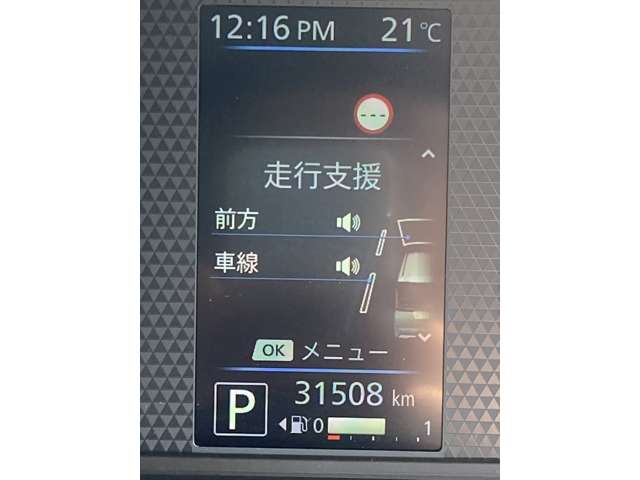 12:16 PM 21℃
---
走行支援
前方
車線
OK メニュー
P 31508 km
0 1